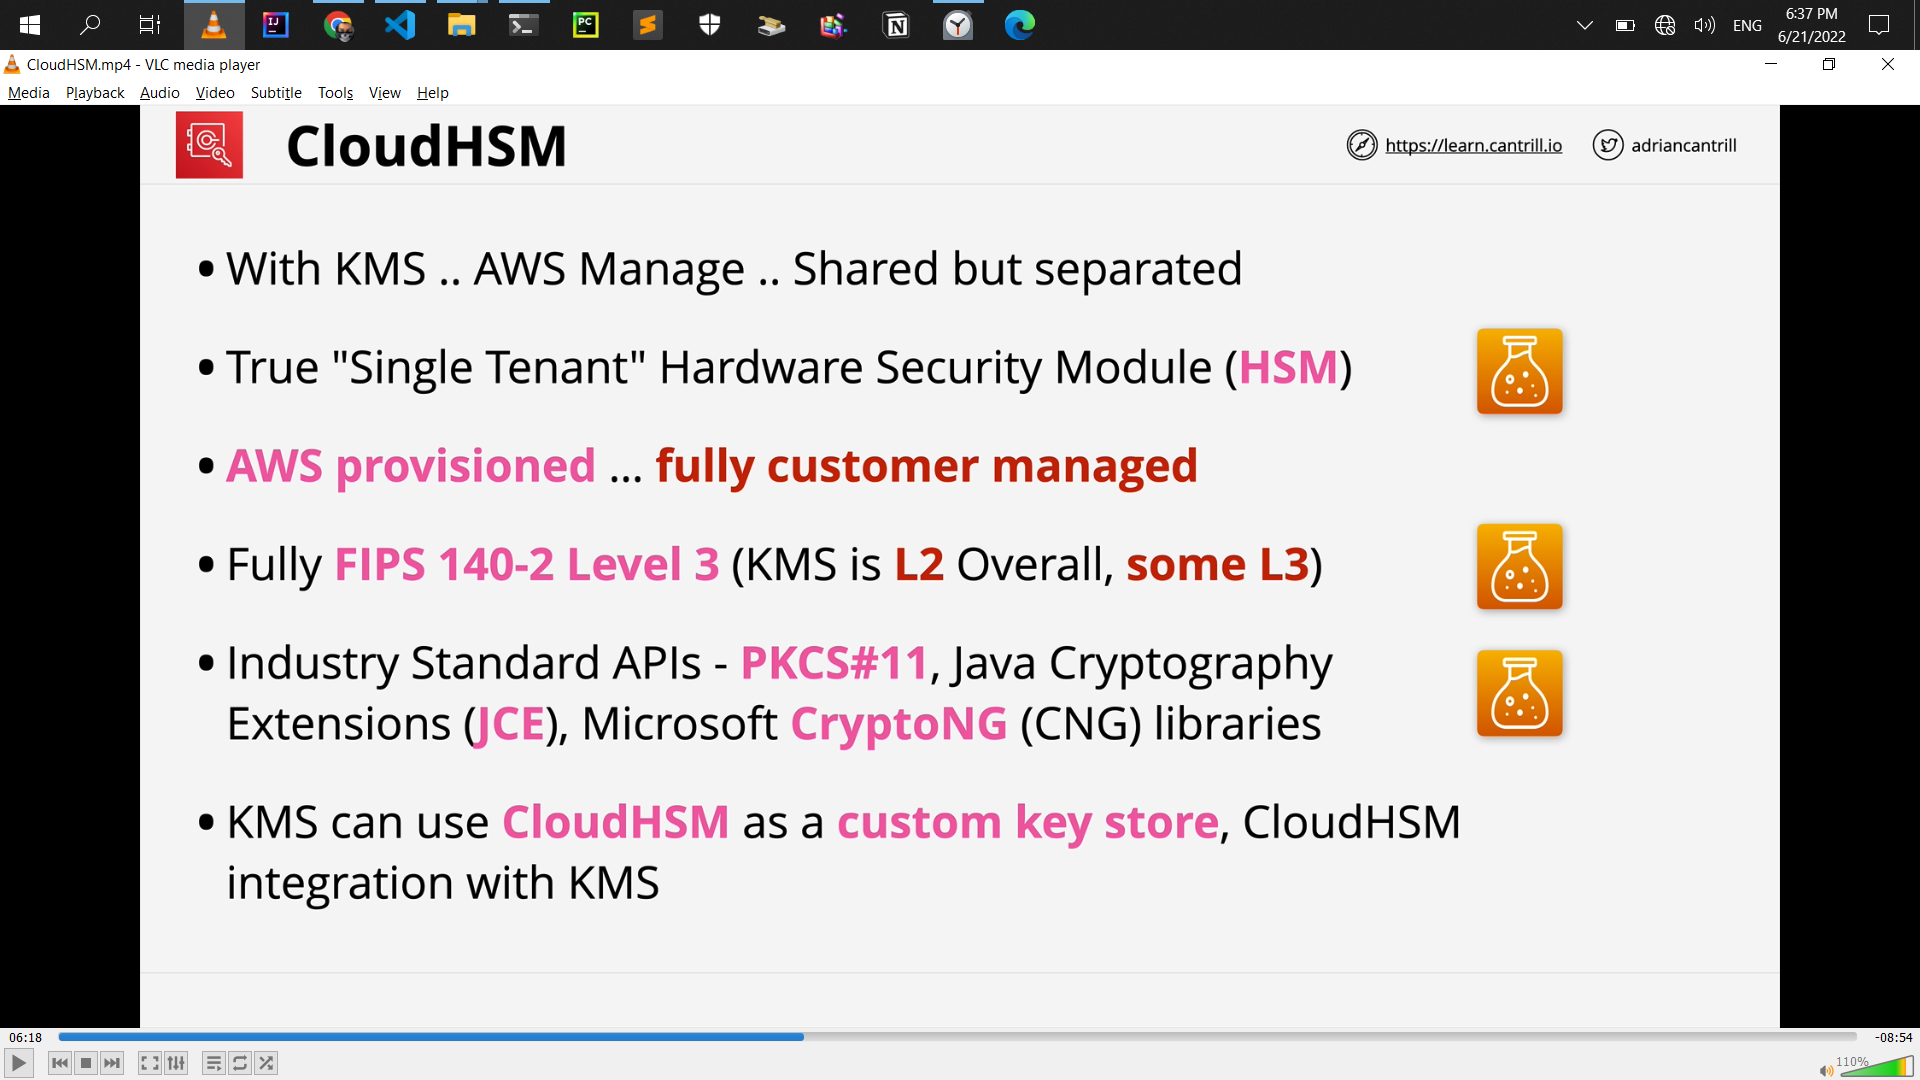 6:37 PM
ENG
6/21/2022
CloudHSM.mp4 - VLC media player
Media Playback Audio Video Subtitle Tools View Help
CloudHSM
https://learn.cantrill.io
adriancantrill
• With KMS .. AWS Manage .. Shared but separated
• True "Single Tenant" Hardware Security Module (HSM)
• AWS provisioned ... fully customer managed
• Fully FIPS 140-2 Level 3 (KMS is L2 Overall, some L3)
• Industry Standard APIs - PKCS#11, Java Cryptography
Extensions (JCE), Microsoft CryptoNG (CNG) libraries
• KMS can use CloudHSM as a custom key store, CloudHSM
integration with KMS
06:18
-08:54
110%